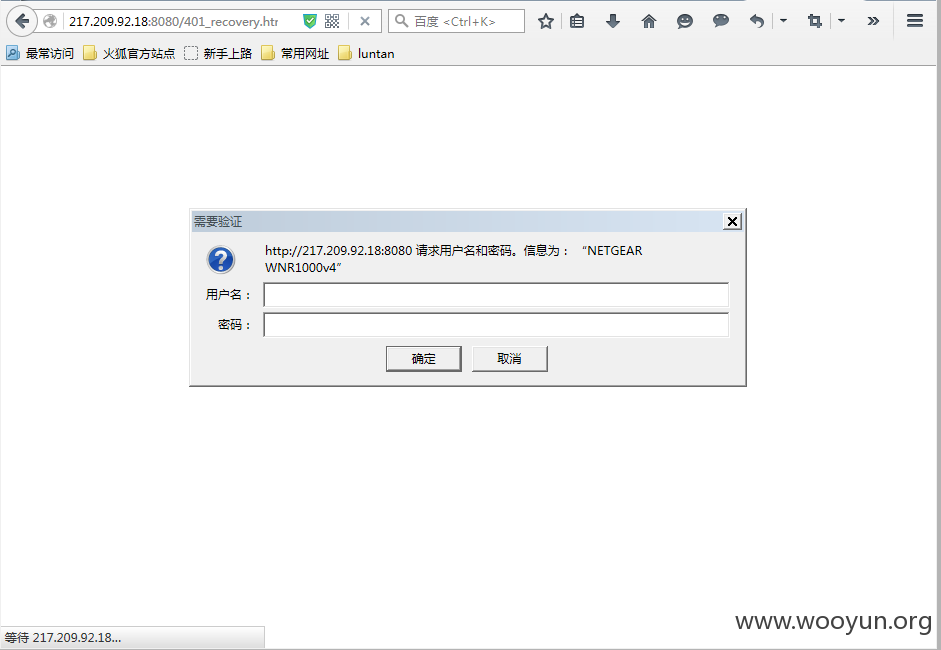 217.209.92.18:8080/401_recovery.htr
百度 <Ctrl+K>
最常访问 火狐官方站点 新手上路 常用网址 luntan
需要验证
http://217.209.92.18:8080 请求用户名和密码。信息为： “NETGEAR
WNR1000v4”
用户名：
密码：
确定 取消
www.wooyun.org
等待 217.209.92.18...